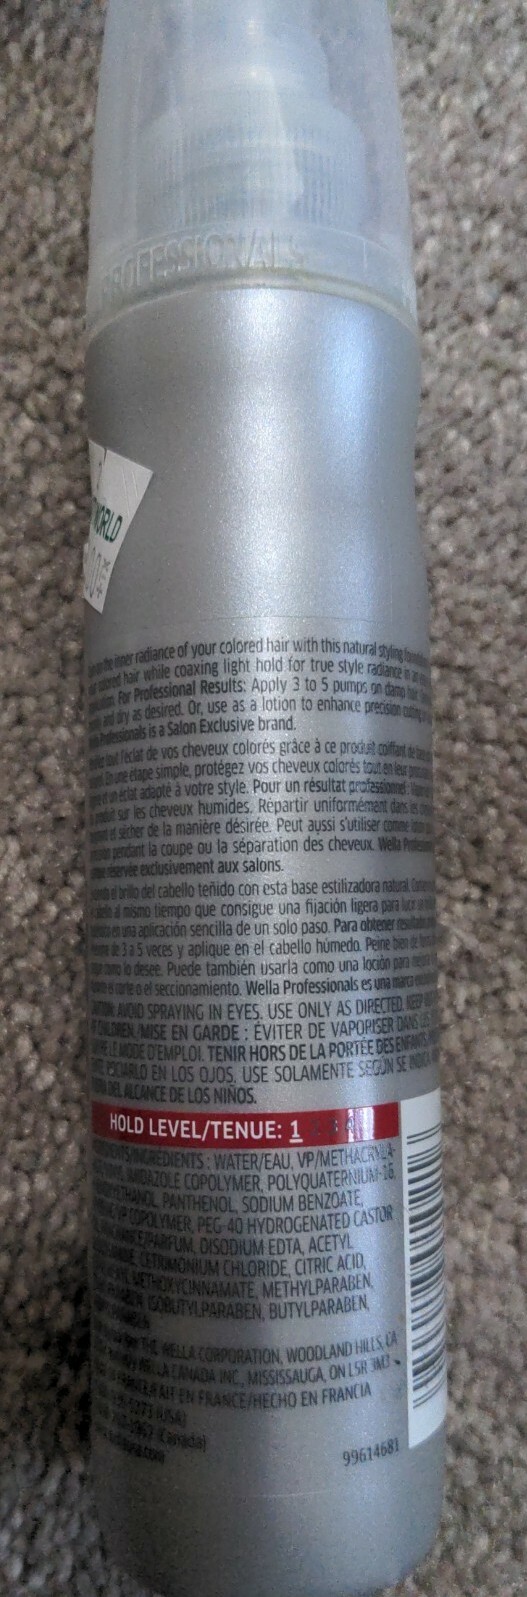 PROFESSIONALS
WORLD
the inner radiance of your colored hair with this natural styling
colored hair while coaxing light hold for true style radiance in an
For Professional Results: Apply 3 to 5 pumps on damp hair
and dry as desired. Or, use as a lotion to enhance precision cutting
Professionals is a Salon Exclusive brand.
tout l'éclat de vos cheveux colorés grâce à ce produit coiffant de
En une étape simple, protégez vos cheveux colorés tout en leur
et un éclat adapté à votre style. Pour un résultat professionnel:
sur les cheveux humides. Répartir uniformément dans les
et sécher de la manière désirée. Peut aussi s'utiliser comme
pendant la coupe ou la séparation des cheveux. Wella
réservée exclusivement aux salons.
el brillo del cabello teñido con esta base estilizadora natural.
al mismo tiempo que consigue una fijación ligera para lucir un
en una aplicación sencilla de un solo paso. Para obtener resultados
de 3 a 5 veces y aplique en el cabello húmedo. Peine bien de
como lo desee. Puede también usarla como una loción para
el corte o el seccionamiento. Wella Professionals es una marca
AVOID SPRAYING IN EYES. USE ONLY AS DIRECTED. KEEP
CHILDREN./MISE EN GARDE : ÉVITER DE VAPORISER DANS
LE MODE D'EMPLOI. TENIR HORS DE LA PORTÉE DES ENFANTS.
EN LOS OJOS. USE SOLAMENTE SEGÚN SE
DEL ALCANCE DE LOS NIÑOS.
HOLD LEVEL/TENUE: 1
INGREDIENTS : WATER/EAU, VP/METHACRYLA-
IMIDAZOLE COPOLYMER, POLYQUATERNIUM-16,
PANTHENOL, SODIUM BENZOATE,
COPOLYMER, PEG-40 HYDROGENATED CASTOR
PARFUM, DISODIUM EDTA, ACETYL
CETRIMONIUM CHLORIDE, CITRIC ACID,
METHOXYCINNAMATE, METHYLPARABEN,
ISOBUTYLPARABEN, BUTYLPARABEN,
THE WELLA CORPORATION, WOODLAND HILLS, CA
WELLA CANADA INC., MISSISSAUGA, ON L5R 3M3
FAIT EN FRANCE/HECHO EN FRANCIA
(USA)
(Canada)
99614681